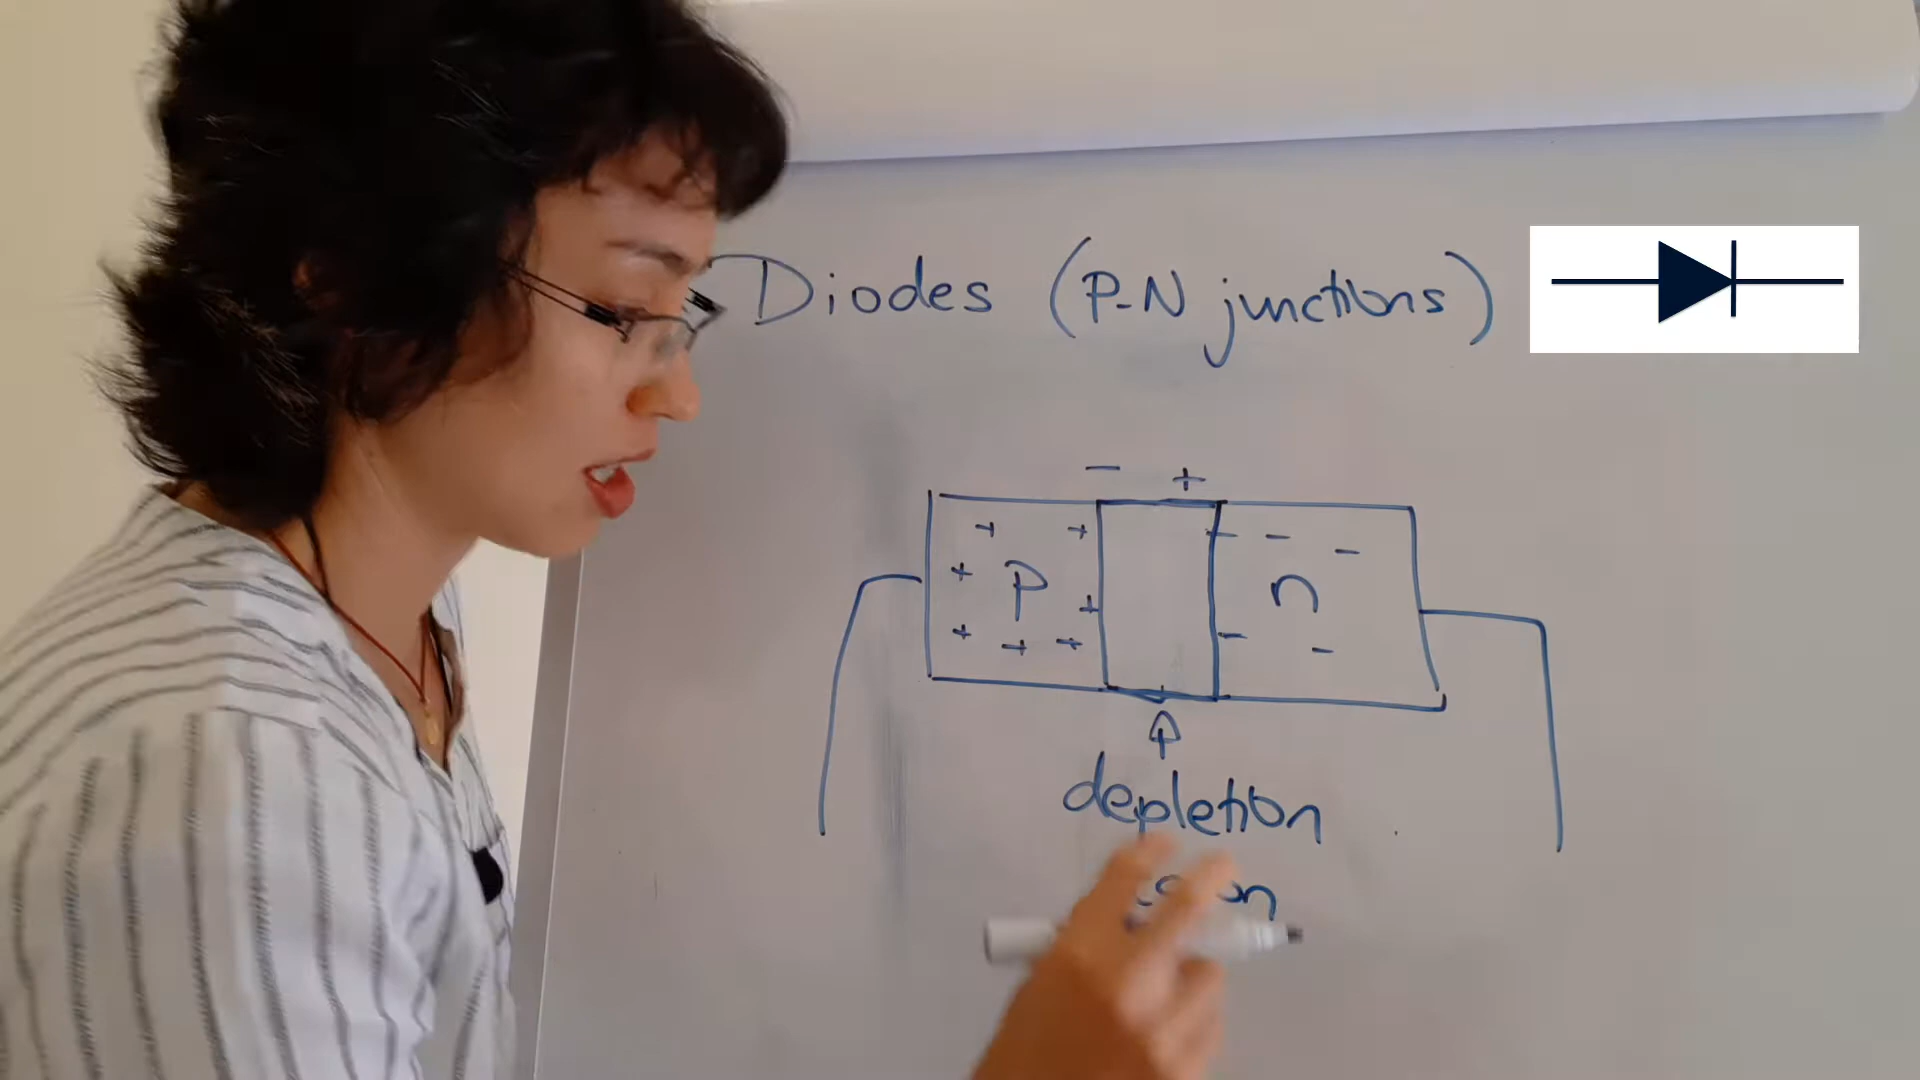 Diodes (P-N junctions)
- +
+ + - - -
+ p + n
+ + + - -
depletion